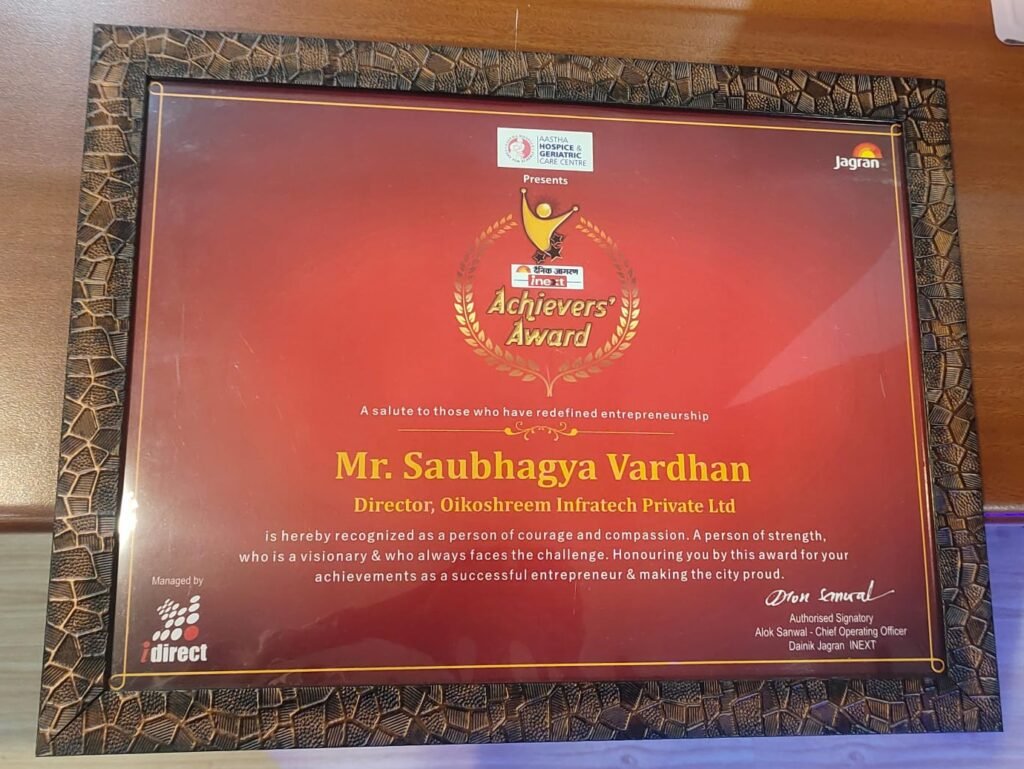 AASTHA
HOSPICE &
GERIATRIC
CARE CENTRE
Jagran
Presents
दैनिक जागरण
inext
Achievers'
Award
A salute to those who have redefined entrepreneurship
Mr. Saubhagya Vardhan
Director, Oikoshreem Infratech Private Ltd
is hereby recognized as a person of courage and compassion. A person of strength,
who is a visionary & who always faces the challenge. Honouring you by this award for your
achievements as a successful entrepreneur & making the city proud.
Managed by
idirect
Authorised Signatory
Alok Sanwal - Chief Operating Officer
Dainik Jagran INEXT